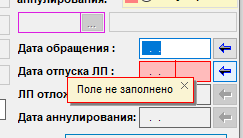 аннулирования:
...
Дата обращения :
. .
Дата отпуска ЛП :
. .
Поле не заполнено
ЛП отлож
Дата аннулирования:
. .